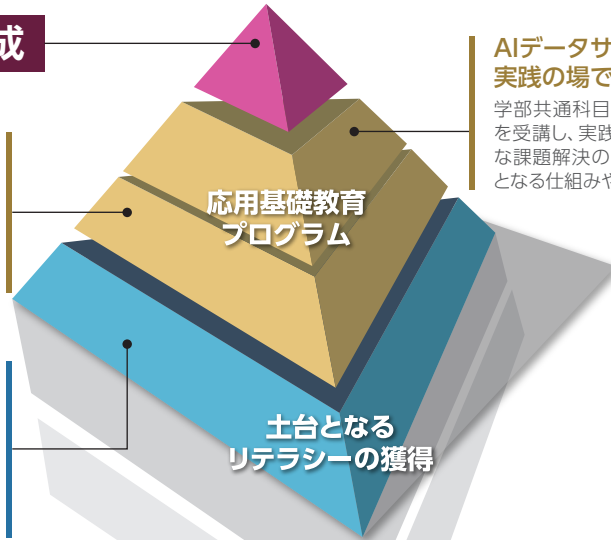 成
AIデータサ
実践の場で
学部共通科目
を受講し、実践
な課題解決の
となる仕組みや
応用基礎教育
プログラム
土台となる
リテラシーの獲得